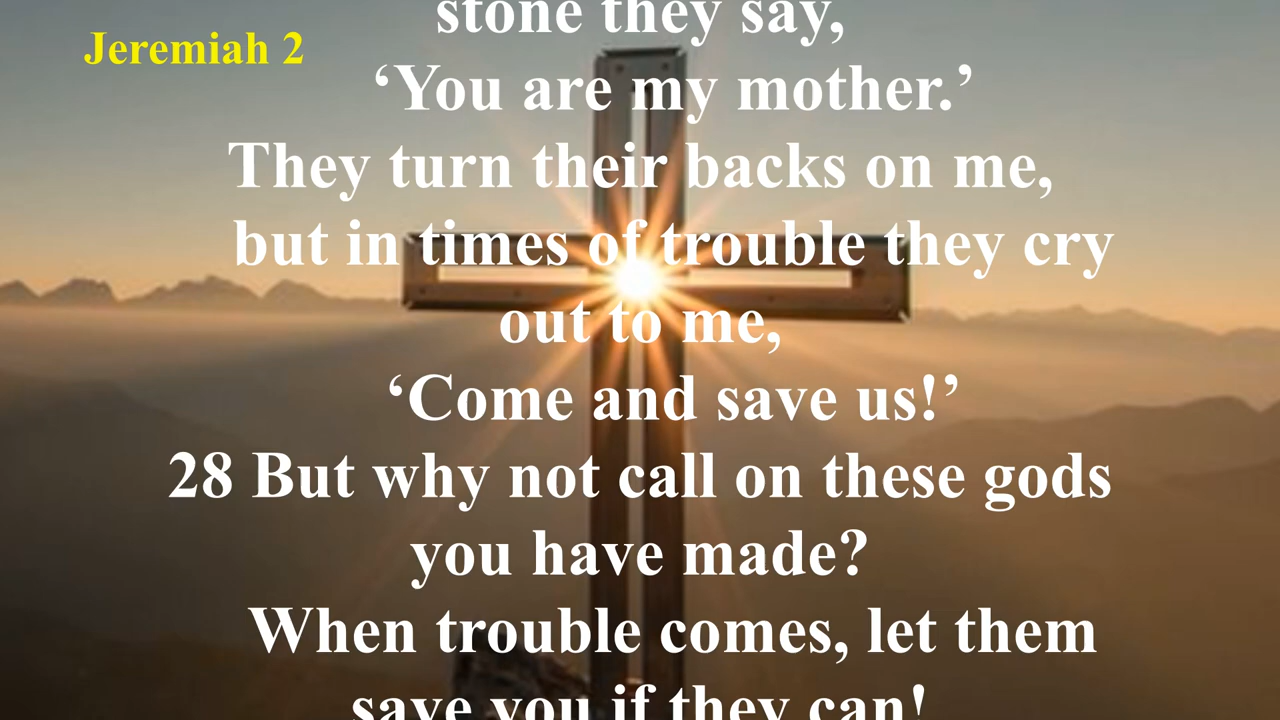 Jeremiah 2
stone they say,
‘You are my mother.’
They turn their backs on me,
but in times of trouble they cry
out to me,
‘Come and save us!’
28 But why not call on these gods
you have made?
When trouble comes, let them
save you if they can!